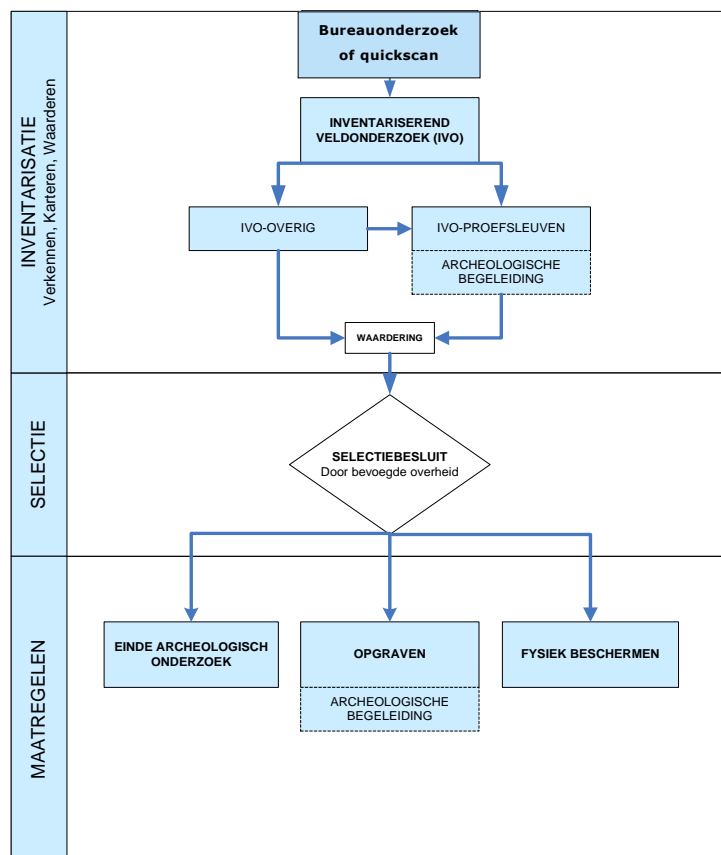 INVENTARISATIE
Verkennen, Karteren, Waarderen
Bureauonderzoek
of quickscan
INVENTARISEREND
VELDONDERZOEK (IVO)
IVO-OVERIG
IVO-PROEFSLEUVEN
ARCHEOLOGISCHE
BEGELEIDING
WAARDERING
SELECTIE
SELECTIEBESLUIT
Door bevoegde overheid
MAATREGELEN
EINDE ARCHEOLOGISCH
ONDERZOEK
OPGRAVEN
ARCHEOLOGISCHE
BEGELEIDING
FYSIEK BESCHERMEN